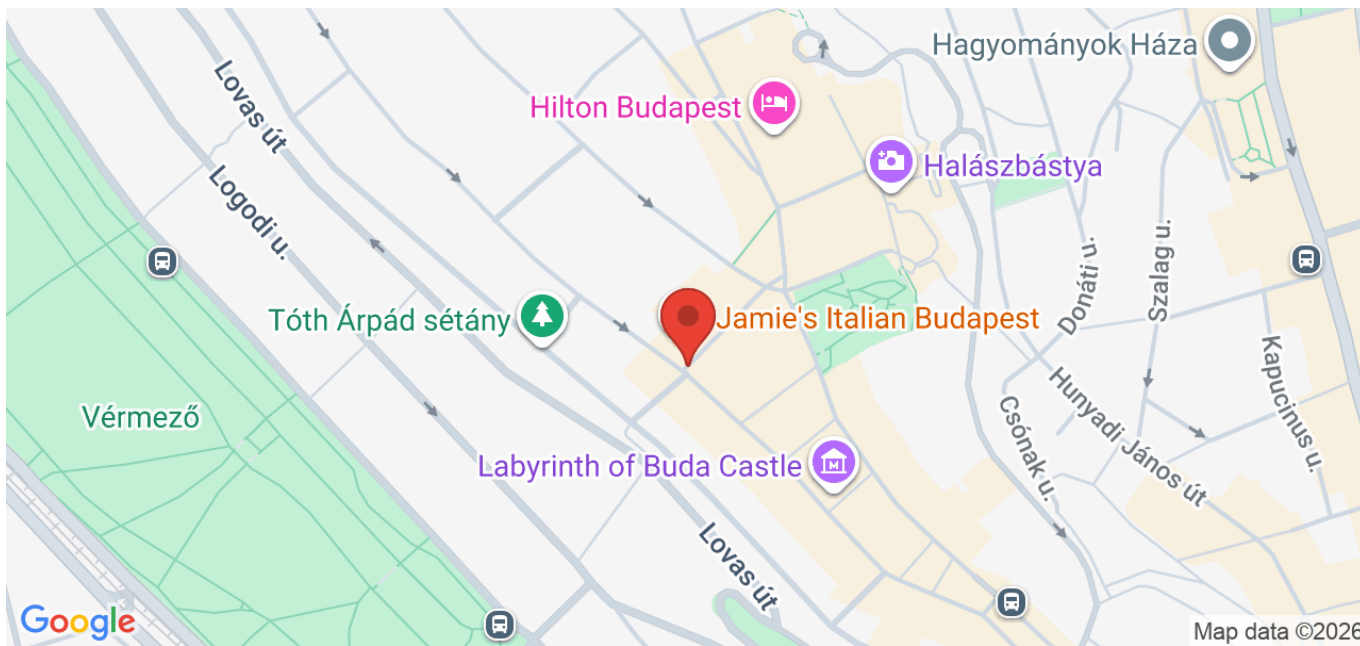 Hagyományok Háza
Hilton Budapest
Lovas út
Halászbástya
Logodi u.
Donáti u.
Szalag u.
Tóth Árpád sétány
Jamie's Italian Budapest
Kapucinus u.
Vérmező
Hunyadi János út
Csónak u.
Labyrinth of Buda Castle
M
Lovas út
Google
Map data ©2026